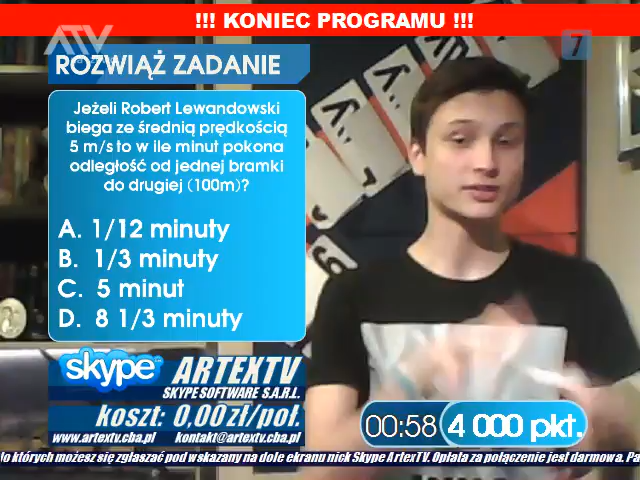 !!! KONIEC PROGRAMU !!!
ATV
7
ROZWIĄŻ ZADANIE
Jeżeli Robert Lewandowski
biega ze średnią prędkością
5 m/s to w ile minut pokona
odległość od jednej bramki
do drugiej (100m)?
A. 1/12 minuty
B. 1/3 minuty
C. 5 minut
D. 8 1/3 minuty
skype ARTEXTV
SKYPE SOFTWARE S.A.R.L.
koszt: 0,00zł/poł.
www.artextv.cba.pl kontakt@artextv.cba.pl
00:58 4 000 pkt.
do których możesz się zgłaszać pod wskazany na dole ekranu nick Skype ArtexTV. Opłata za połączenie jest darmowa. Pa